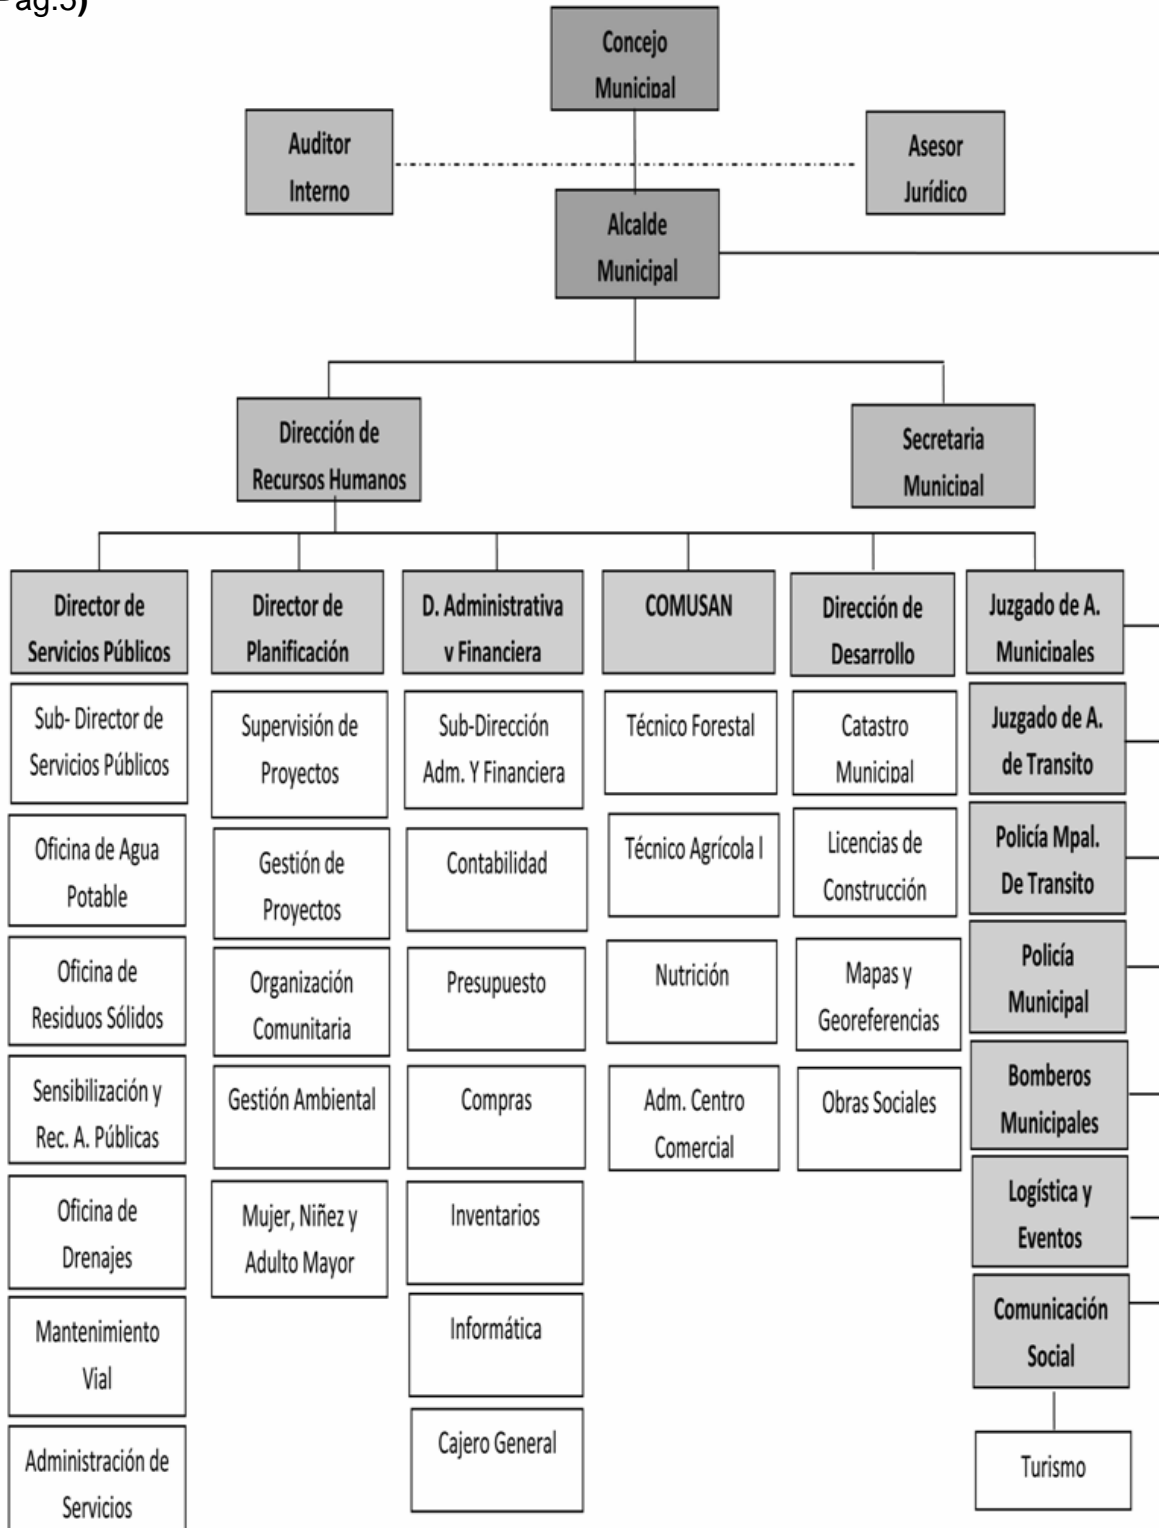 Pág.5)
Concejo
Municipal
Auditor
Interno
Asesor
Jurídico
Alcalde
Municipal
Dirección de
Recursos Humanos
Secretaria
Municipal
Director de
Servicios Públicos
Sub- Director de
Servicios Públicos
Oficina de Agua
Potable
Oficina de
Residuos Sólidos
Sensibilización y
Rec. A. Públicas
Oficina de
Drenajes
Mantenimiento
Vial
Administración de
Servicios
Director de
Planificación
Supervisión de
Proyectos
Gestión de
Proyectos
Organización
Comunitaria
Gestión Ambiental
Mujer, Niñez y
Adulto Mayor
D. Administrativa
y Financiera
Sub-Dirección
Adm. Y Financiera
Contabilidad
Presupuesto
Compras
Inventarios
Informática
Cajero General
COMUSAN
Técnico Forestal
Técnico Agrícola l
Nutrición
Adm. Centro
Comercial
Dirección de
Desarrollo
Catastro
Municipal
Licencias de
Construcción
Mapas y
Georeferencias
Obras Sociales
Juzgado de A.
Municipales
Juzgado de A.
de Transito
Policía Mpal.
De Transito
Policía
Municipal
Bomberos
Municipales
Logística y
Eventos
Comunicación
Social
Turismo